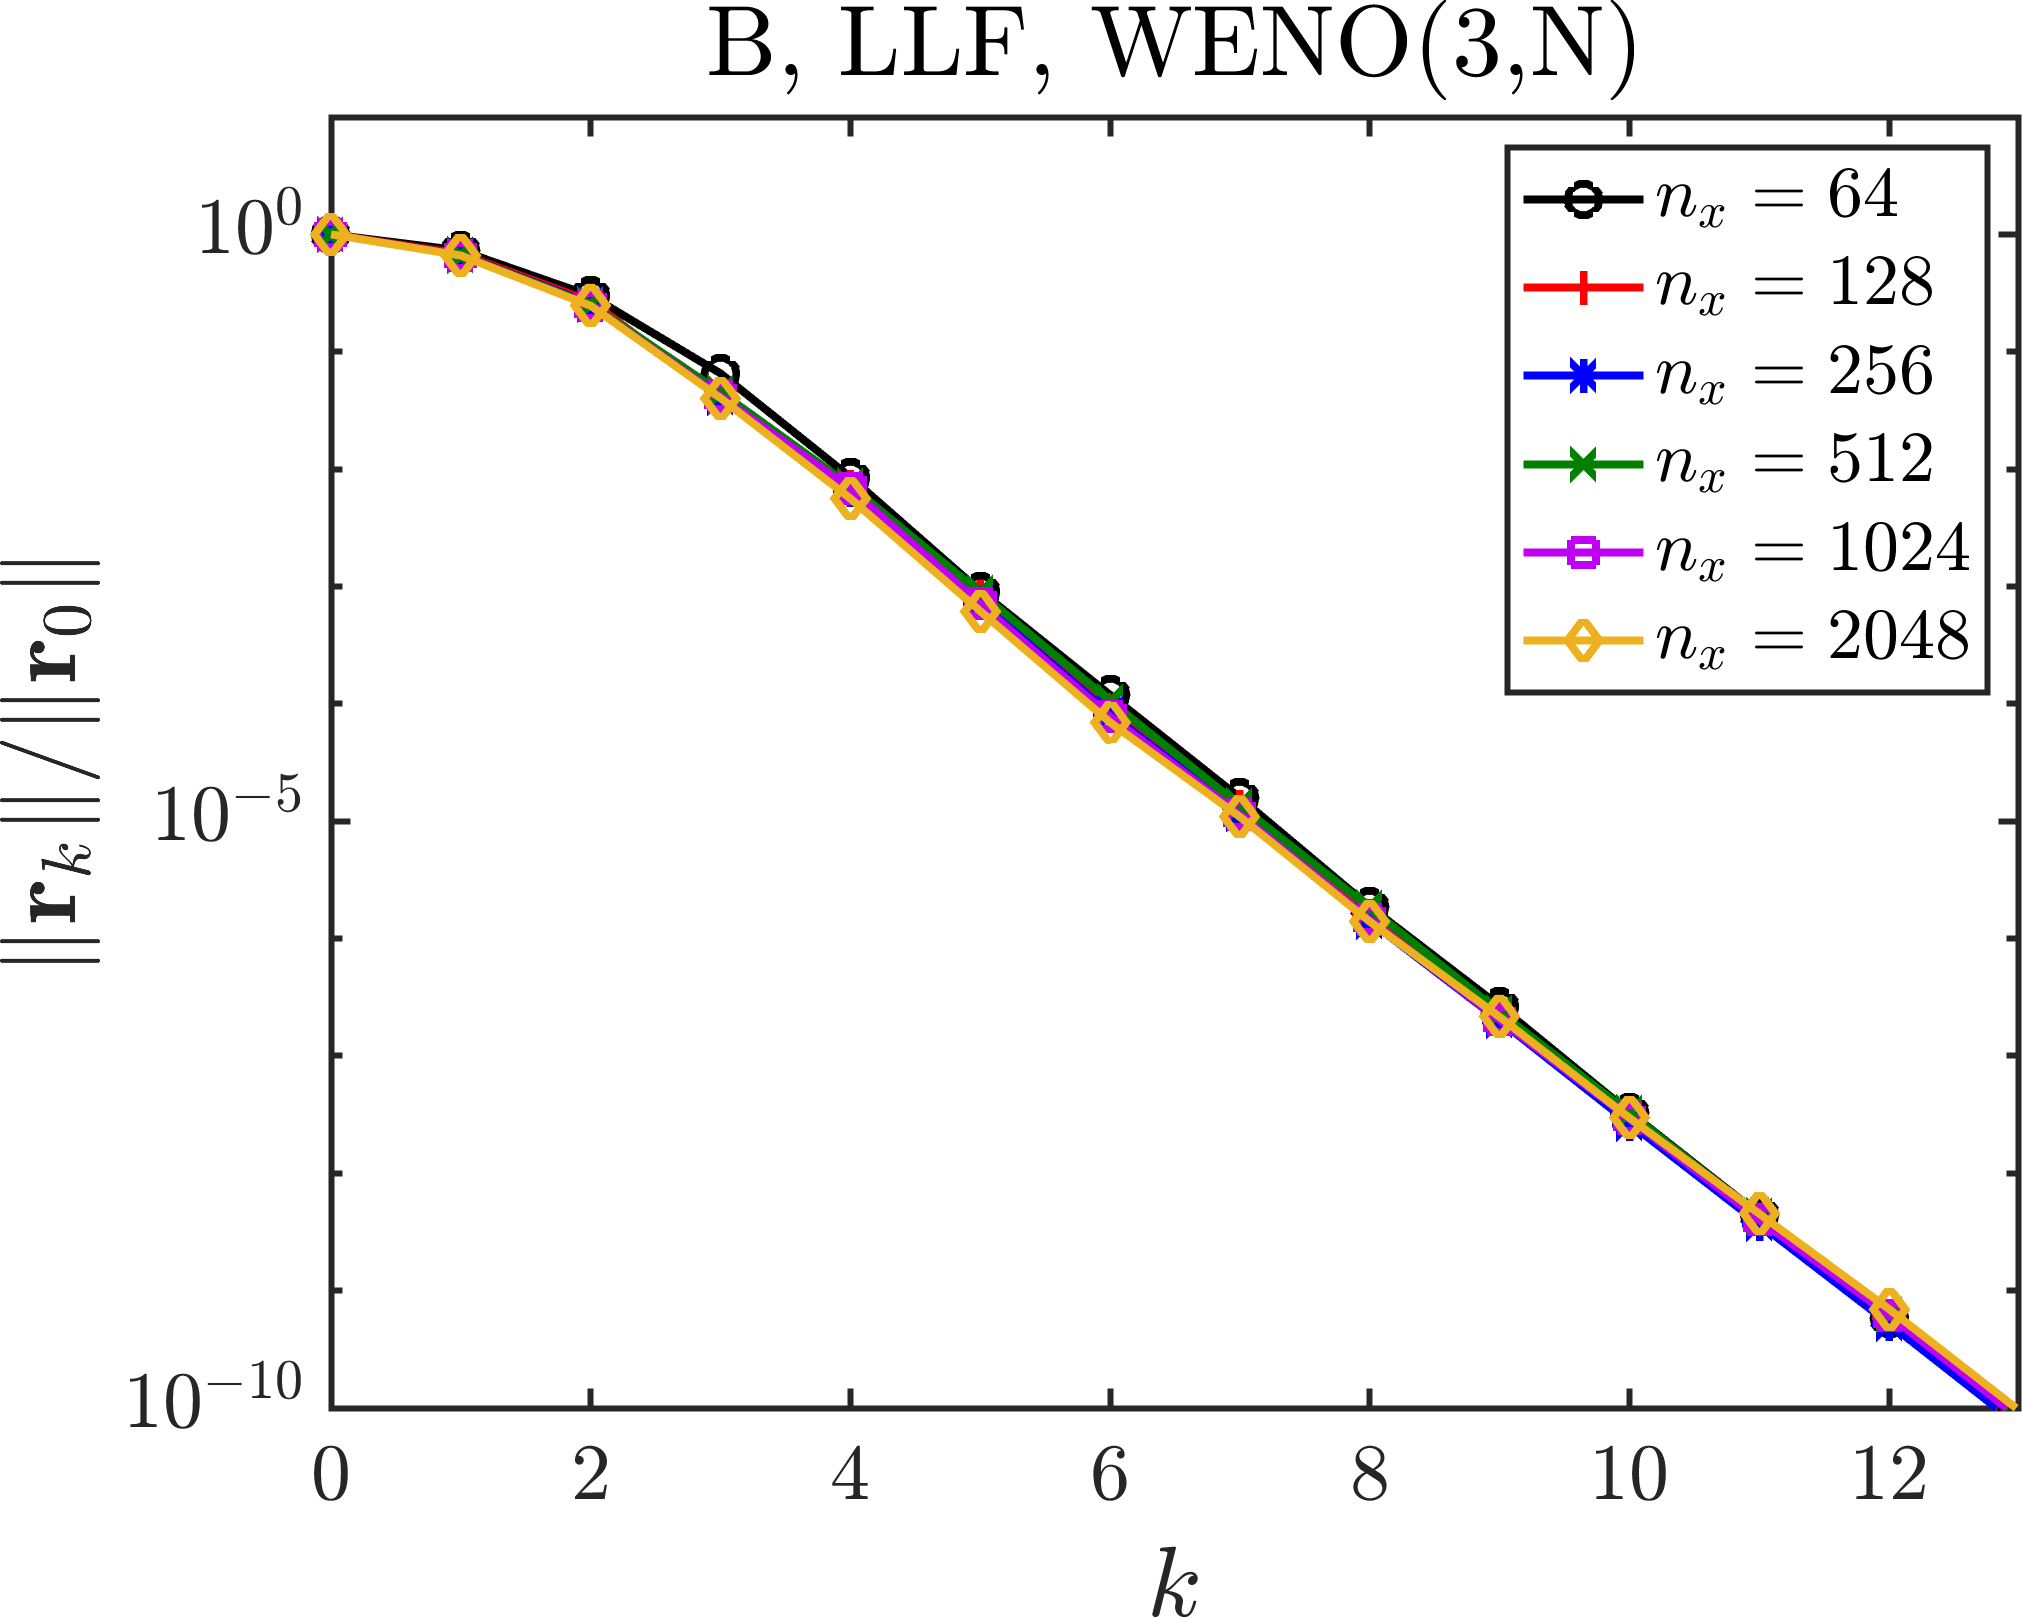 B, LLF, WENO(3,N)
‖r_k‖/‖r_0‖
10^0
10^{-5}
10^{-10}
n_x = 64
n_x = 128
n_x = 256
n_x = 512
n_x = 1024
n_x = 2048
0 2 4 6 8 10 12
k